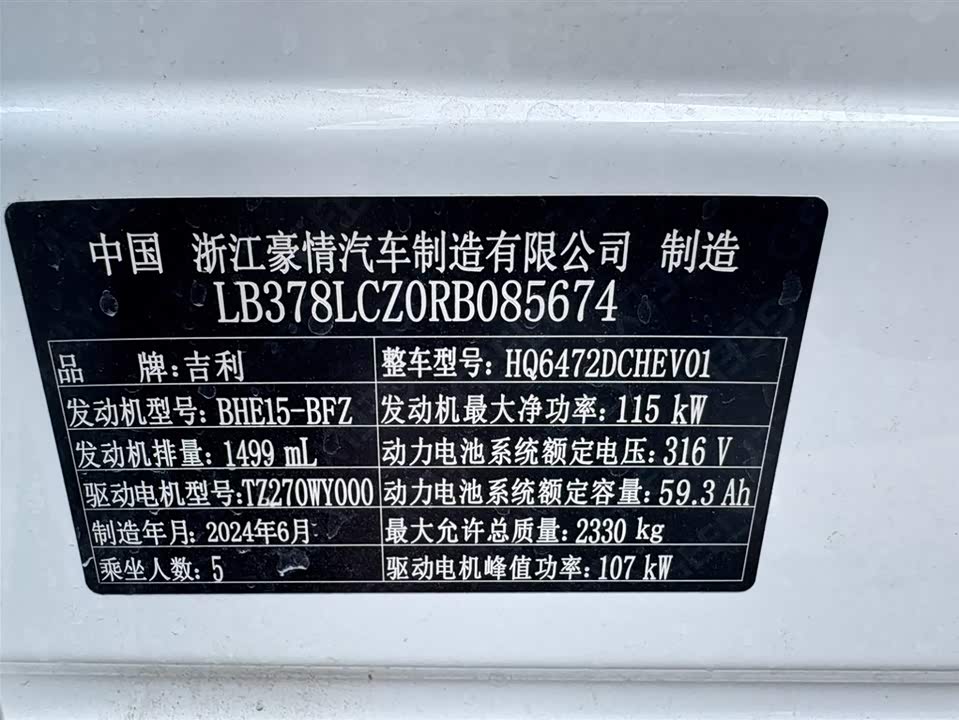 中国 浙江豪情汽车制造有限公司 制造
LB378LCZ0RB085674
品 牌:吉利 整车型号:HQ6472DCHEV01
发动机型号:BHE15-BFZ 发动机最大净功率:115 kW
发动机排量:1499 mL 动力电池系统额定电压:316 V
驱动电机型号:TZ270WY000 动力电池系统额定容量:59.3 Ah
制造年月:2024年6月 最大允许总质量:2330 kg
乘坐人数:5 驱动电机峰值功率:107 kW